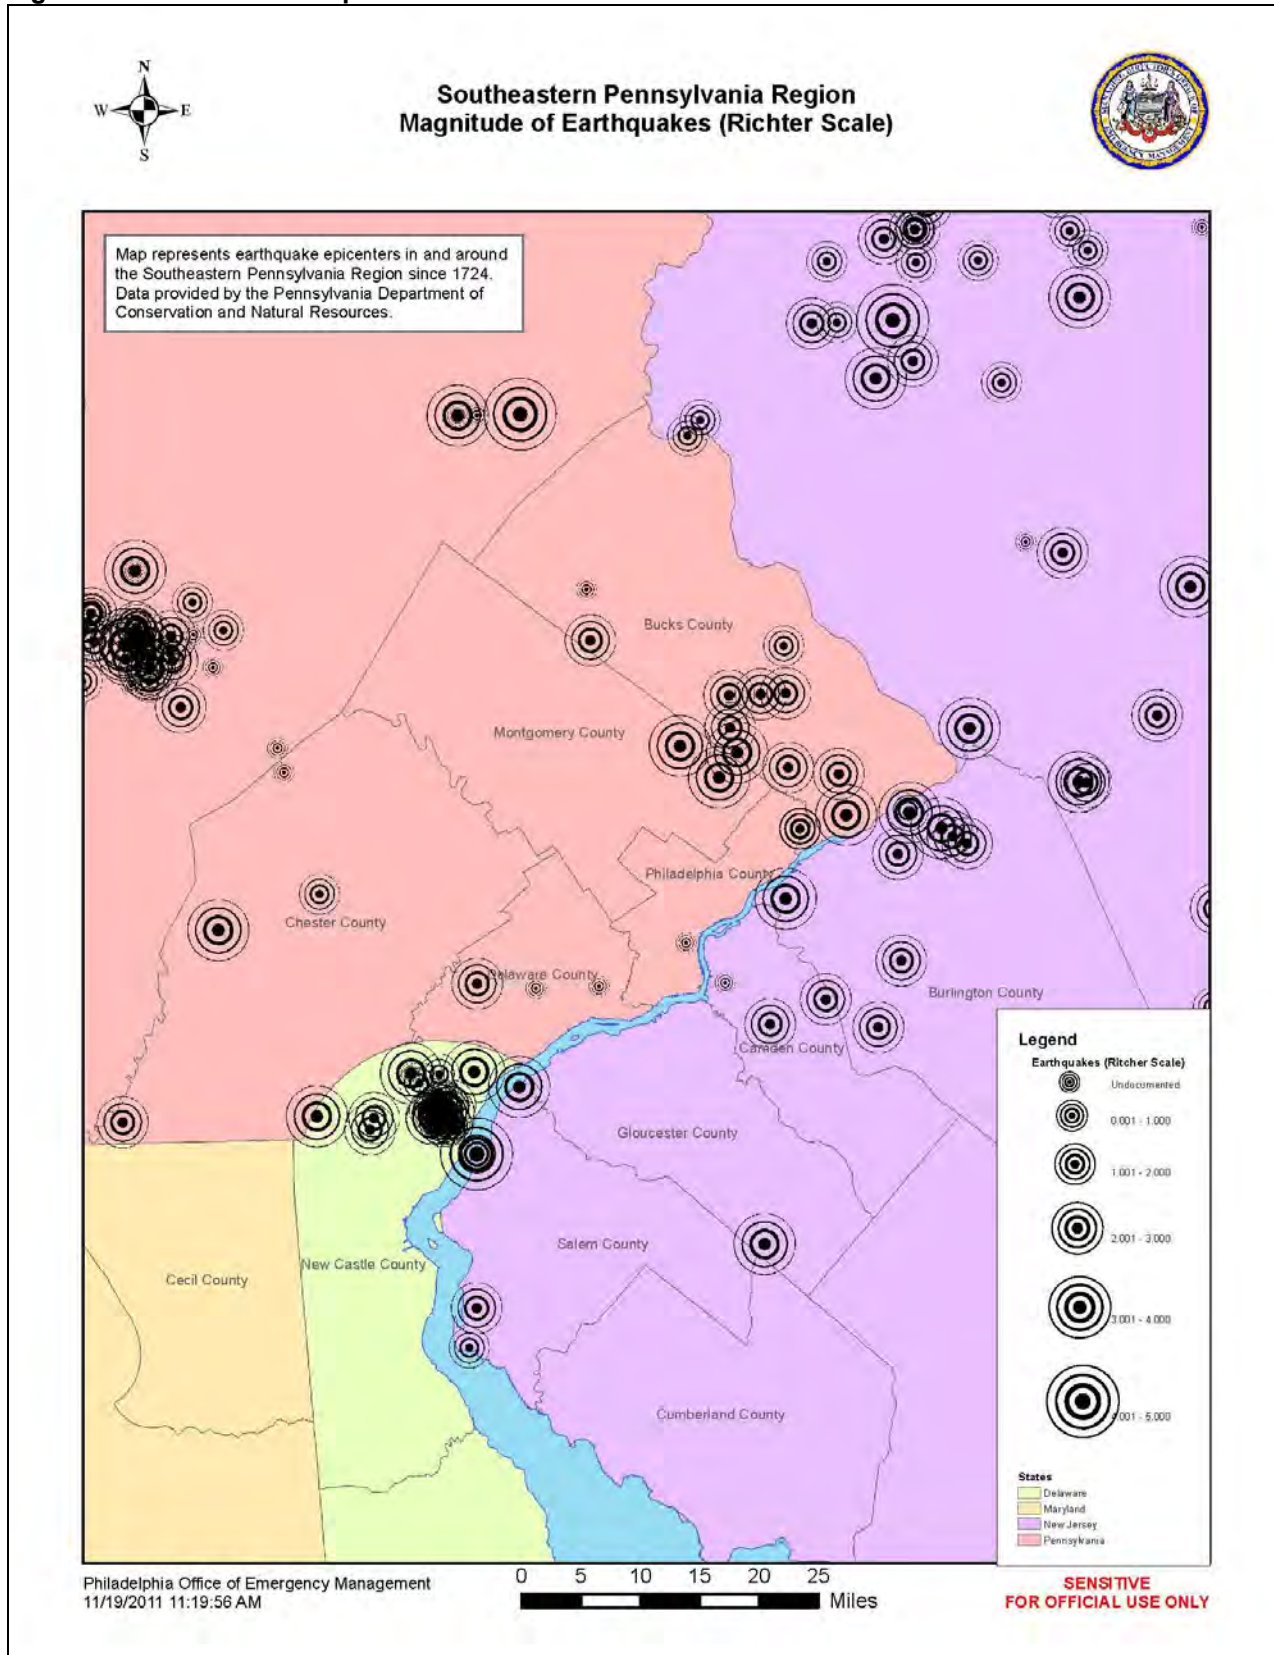 N
W E
S
Southeastern Pennsylvania Region
Magnitude of Earthquakes (Richter Scale)
Map represents earthquake epicenters in and around
the Southeastern Pennsylvania Region since 1724.
Data provided by the Pennsylvania Department of
Conservation and Natural Resources.
Bucks County
Montgomery County
Philadelphia County
Chester County
Delaware County
Burlington County
Camden County
Gloucester County
Salem County
New Castle County
Cecil County
Cumberland County
Legend
Earthquakes (Ritcher Scale)
Undocumented
0.001 - 1.000
1.001 - 2.000
2.001 - 3.000
3.001 - 4.000
4.001 - 5.000
States
Delaware
Maryland
New Jersey
Pennsylvania
Philadelphia Office of Emergency Management
11/19/2011 11:19:56 AM
0 5 10 15 20 25
Miles
SENSITIVE
FOR OFFICIAL USE ONLY